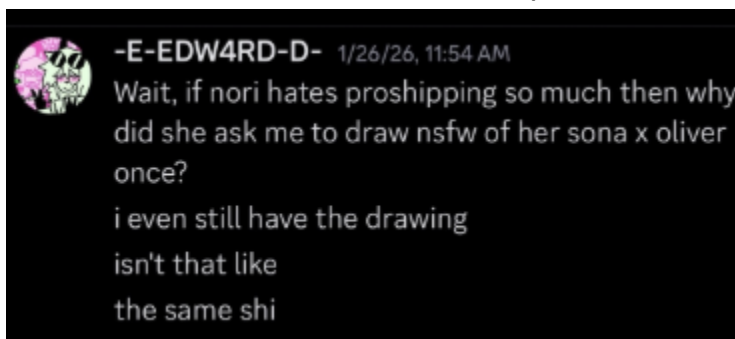 -E-EDW4RD-D- 1/26/26, 11:54 AM
Wait, if nori hates proshipping so much then why
did she ask me to draw nsfw of her sona x oliver
once?
i even still have the drawing
isn't that like
the same shi